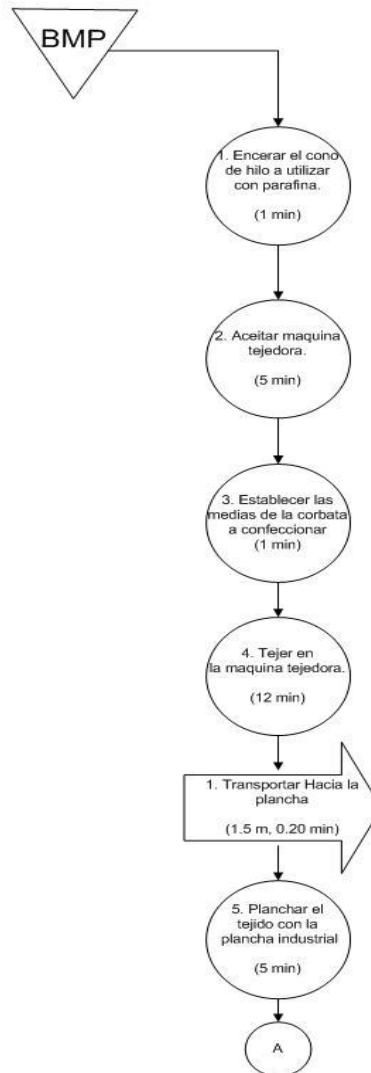 BMP
1. Encerar el cono
de hilo a utilizar
con parafina.
(1 min)
2. Aceitar maquina
tejedora.
(5 min)
3. Establecer las
medias de la corbata
a confeccionar
(1 min)
4. Tejer en
la maquina tejedora.
(12 min)
1. Transportar Hacia la
plancha
(1.5 m, 0.20 min)
5. Planchar el
tejido con la
plancha industrial
(5 min)
A